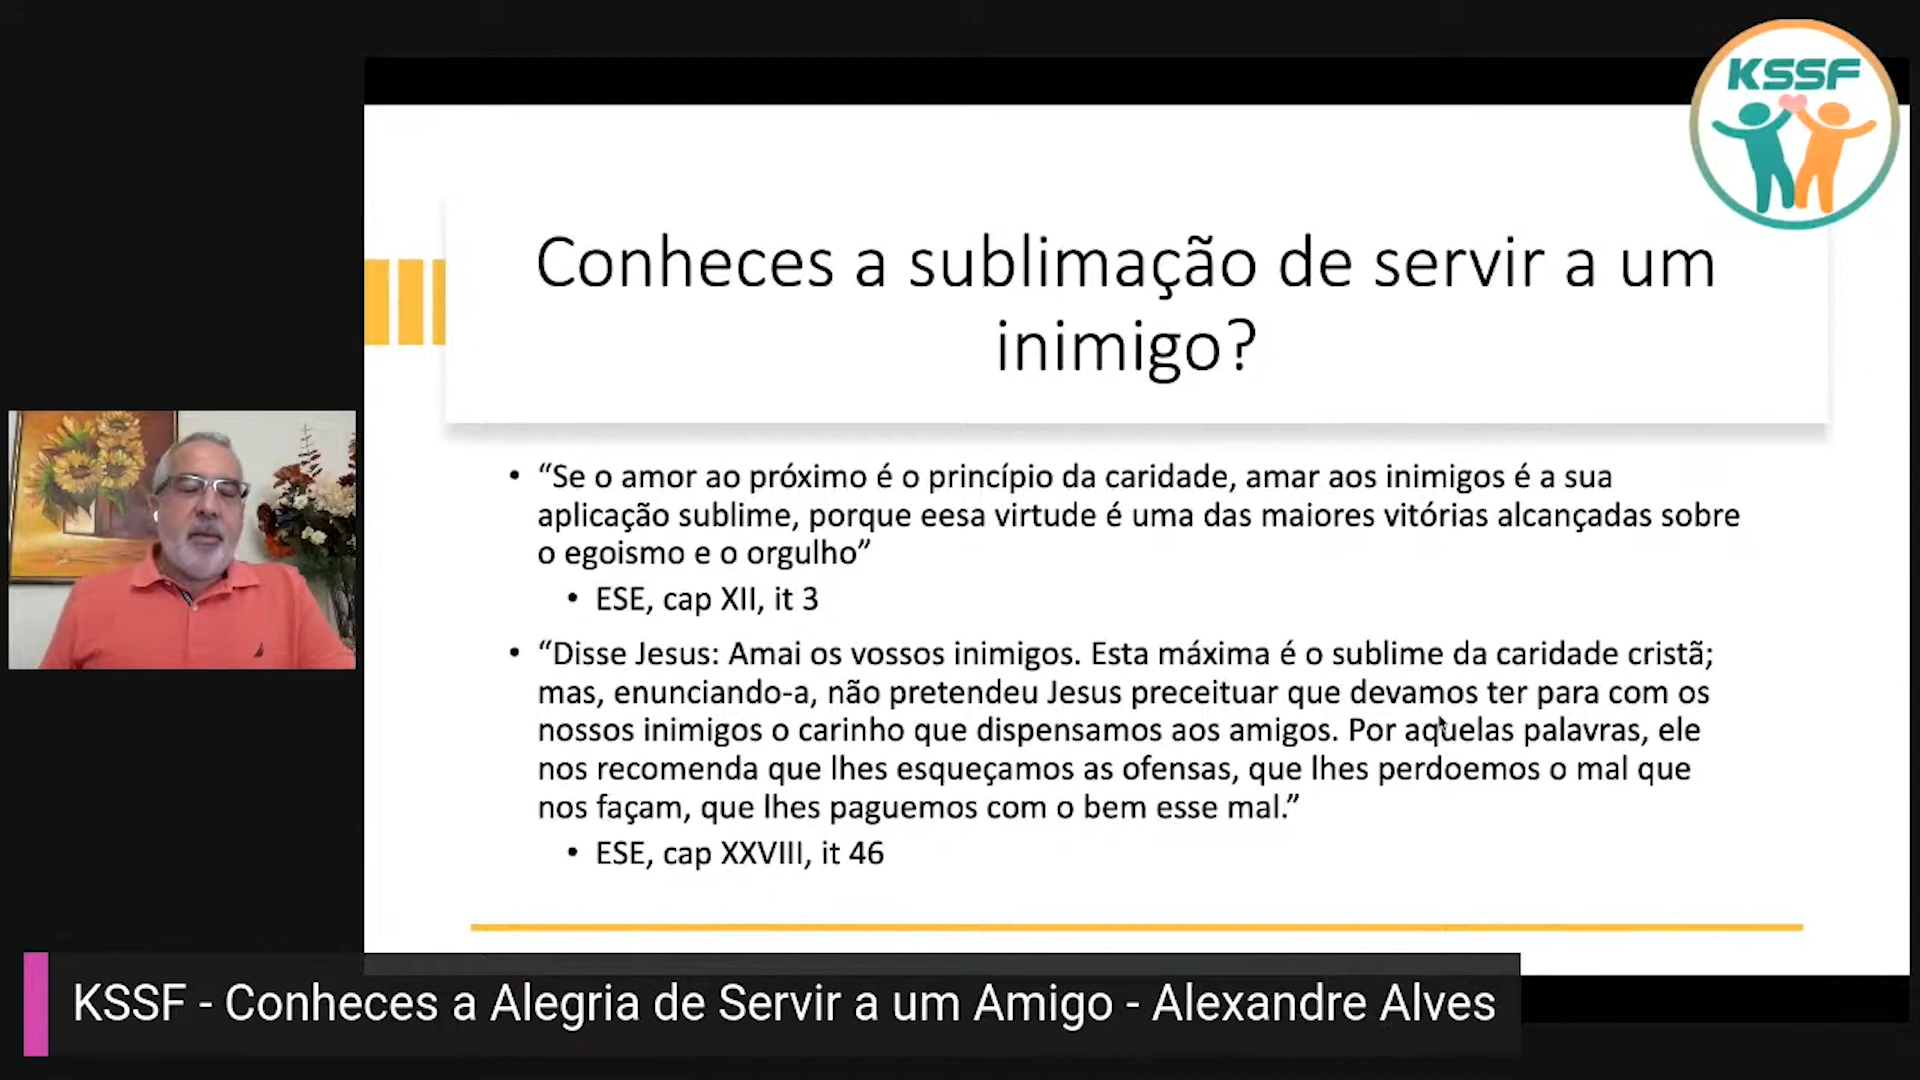 KSSF
Conheces a sublimação de servir a um
inimigo?
• “Se o amor ao próximo é o princípio da caridade, amar aos inimigos é a sua
aplicação sublime, porque eesa virtude é uma das maiores vitórias alcançadas sobre
o egoismo e o orgulho”
• ESE, cap XII, it 3
• “Disse Jesus: Amai os vossos inimigos. Esta máxima é o sublime da caridade cristã;
mas, enunciando-a, não pretendeu Jesus preceituar que devamos ter para com os
nossos inimigos o carinho que dispensamos aos amigos. Por aquelas palavras, ele
nos recomenda que lhes esqueçamos as ofensas, que lhes perdoemos o mal que
nos façam, que lhes paguemos com o bem esse mal.”
• ESE, cap XXVIII, it 46
KSSF - Conheces a Alegria de Servir a um Amigo - Alexandre Alves